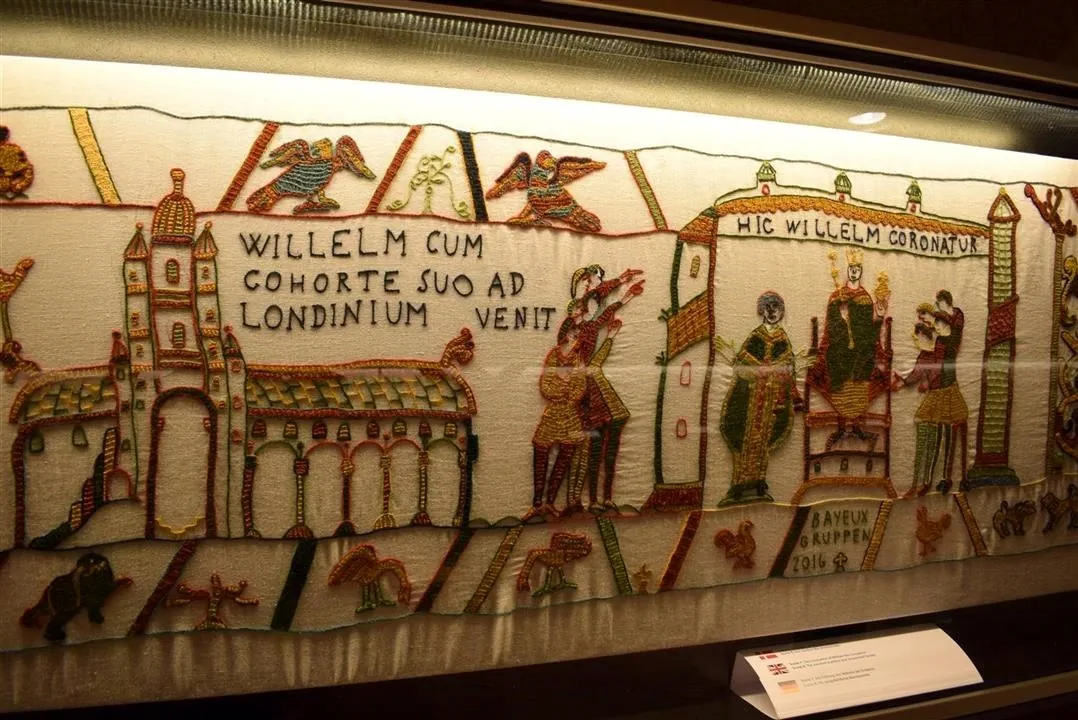 WILLELM CUM
COHORTE SUO AD
LONDINIUM VENIT
HIC WILLELM CORONATUR
BAYEUX
GRUPPEN
2016